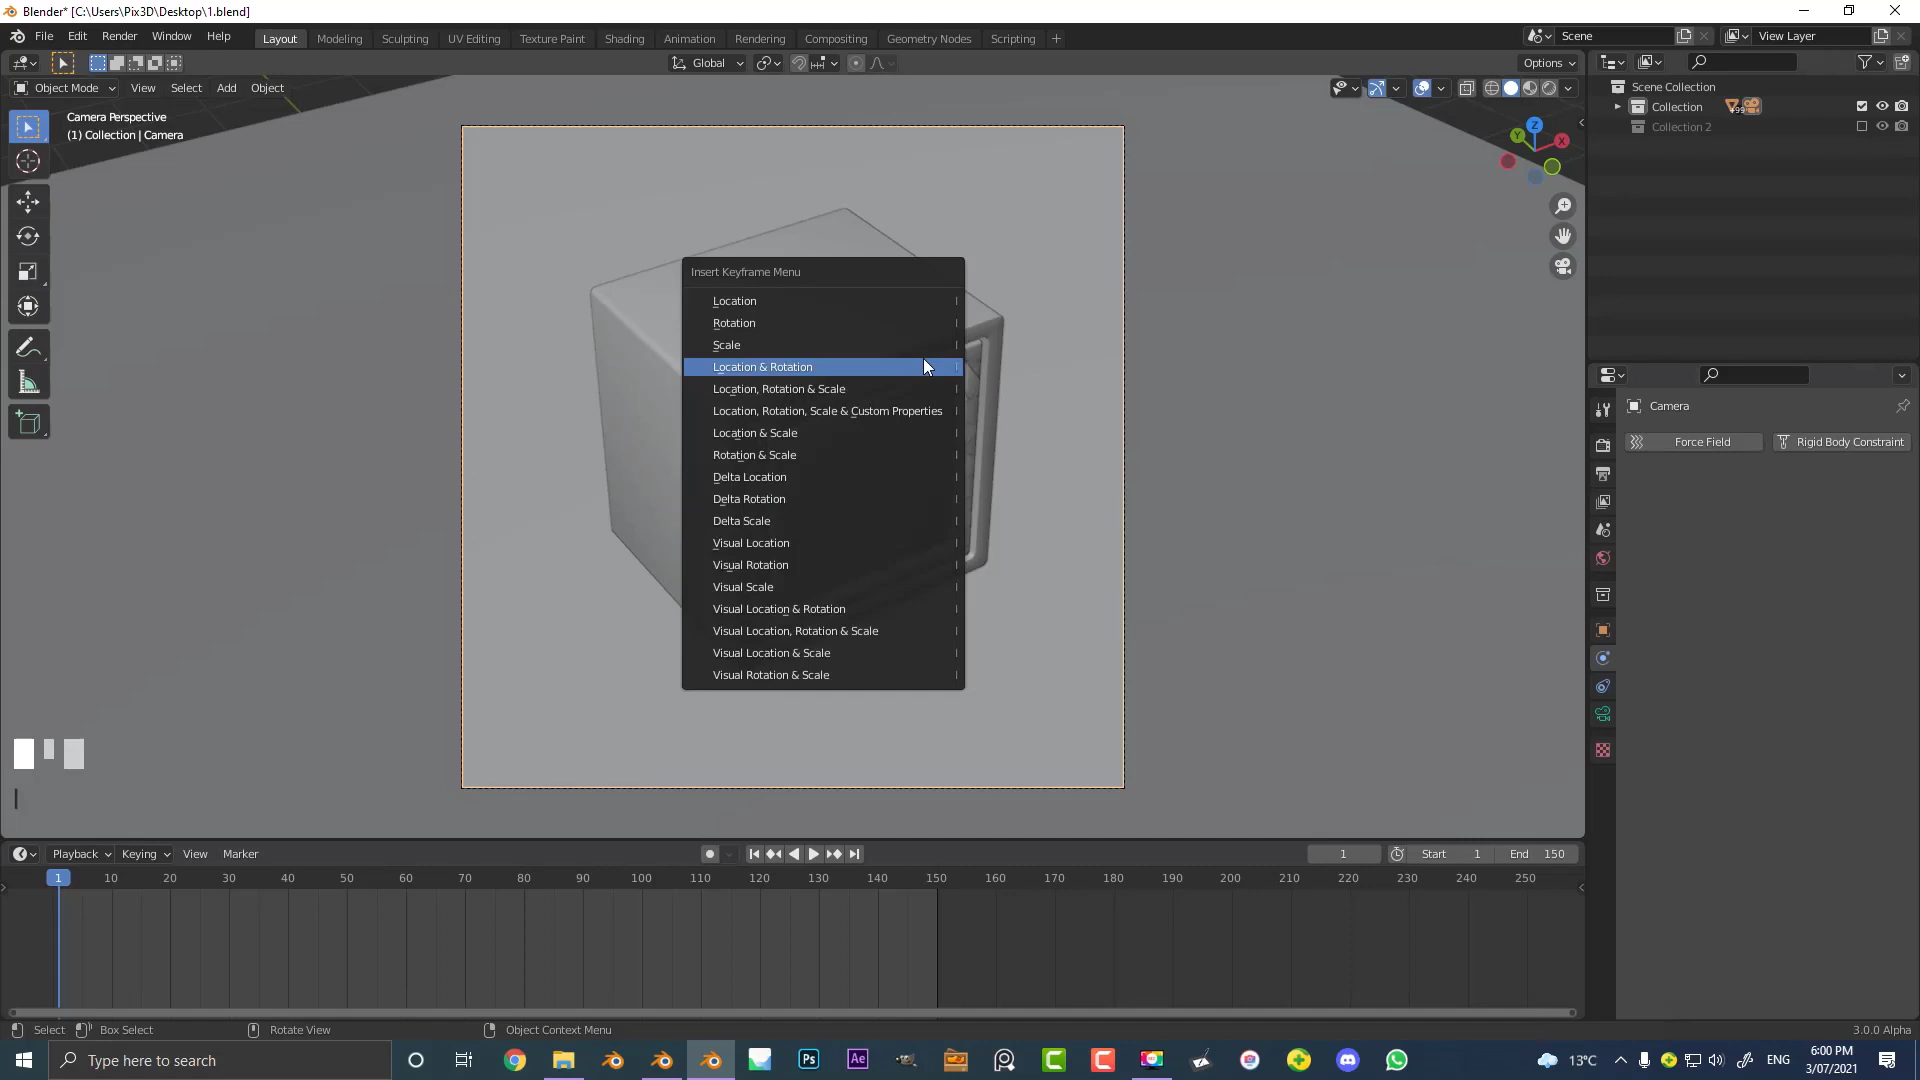 Blender* [C:\Users\Pix3D\Desktop\1.blend]
File Edit Render Window Help Layout Modeling Sculpting UV Editing Texture Paint Shading Animation Rendering Compositing Geometry Nodes Scripting + Scene View Layer
Global Options
Object Mode View Select Add Object
Camera Perspective
(1) Collection | Camera
Scene Collection
Collection 99
Collection 2
Z
Y
X
Insert Keyframe Menu
Location I
Rotation I
Scale I
Location & Rotation I
Location, Rotation & Scale I
Location, Rotation, Scale & Custom Properties I
Location & Scale I
Rotation & Scale I
Delta Location I
Delta Rotation I
Delta Scale I
Visual Location I
Visual Rotation I
Visual Scale I
Visual Location & Rotation I
Visual Location, Rotation & Scale I
Visual Location & Scale I
Visual Rotation & Scale I
Camera
Force Field Rigid Body Constraint
I
Playback Keying View Marker 1 Start 1 End 150
1 10 20 30 40 50 60 70 80 90 100 110 120 130 140 150 160 170 180 190 200 210 220 230 240 250
Select Box Select Rotate View Object Context Menu 3.0.0 Alpha
Type here to search Ps Ae 13°C ENG
6:00 PM
3/07/2021